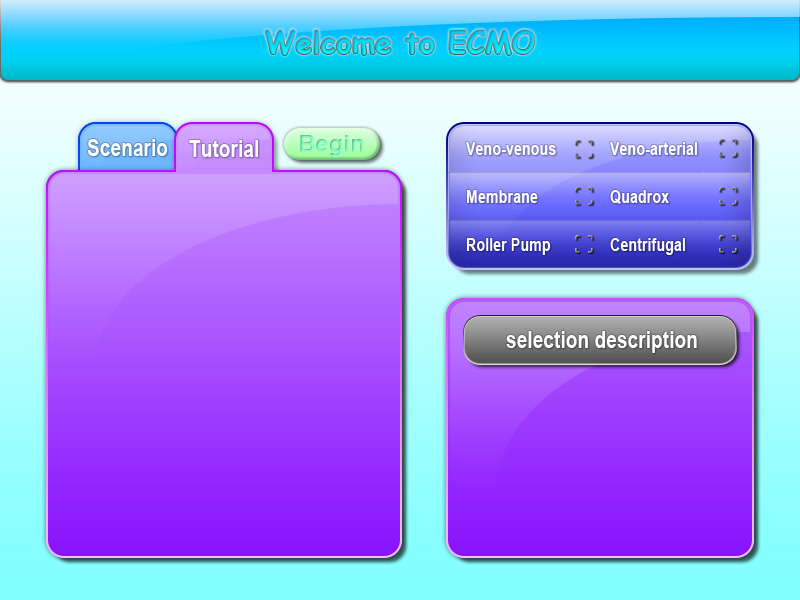 Welcome to ECMO
Scenario Tutorial Begin
Veno-venous Veno-arterial
Membrane Quadrox
Roller Pump Centrifugal
selection description